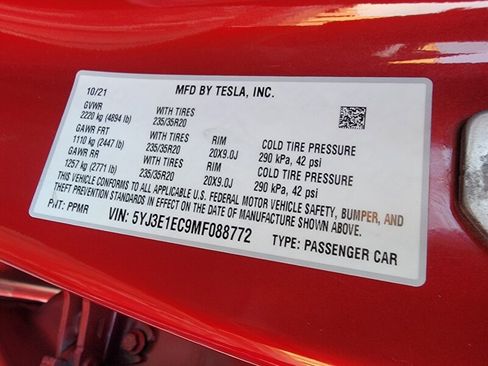 10/21 MFD BY TESLA, INC.
GVWR
2220 kg (4894 lb) WITH TIRES 235/35R20
GAWR FRT
1110 kg (2447 lb) WITH TIRES 235/35R20 RIM 20X9.0J COLD TIRE PRESSURE 290 kPa, 42 psi
GAWR RR
1257 kg (2771 lb) WITH TIRES 235/35R20 RIM 20X9.0J COLD TIRE PRESSURE 290 kPa, 42 psi
THIS VEHICLE CONFORMS TO ALL APPLICABLE U.S. FEDERAL MOTOR VEHICLE SAFETY, BUMPER, AND
THEFT PREVENTION STANDARDS IN EFFECT ON THE DATE OF MANUFACTURE SHOWN ABOVE.
PNT: PPMR VIN: 5YJ3E1EC9MF088772 TYPE: PASSENGER CAR